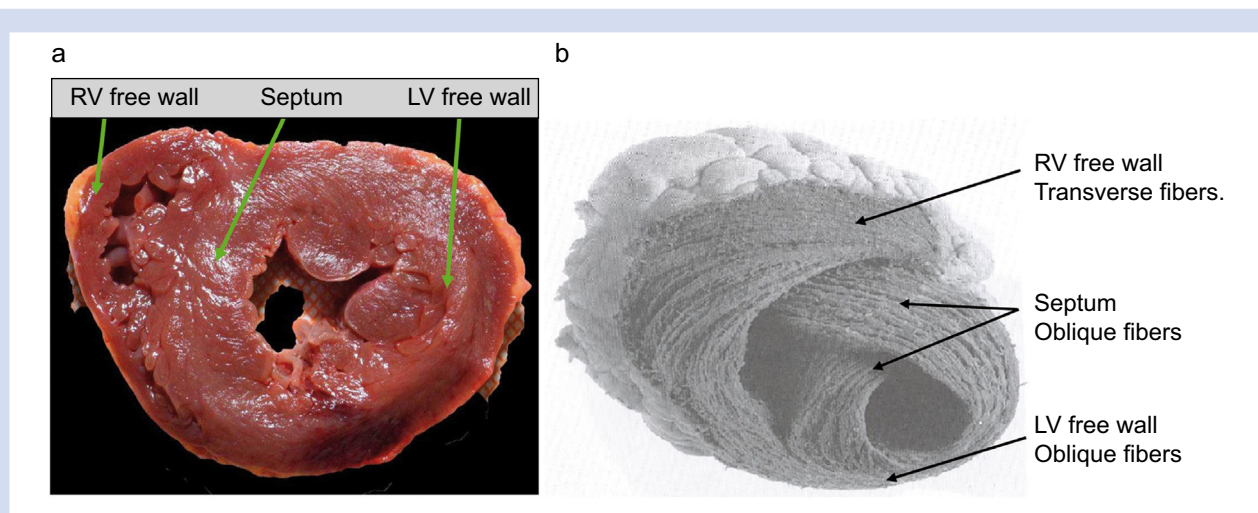 a
RV free wall Septum LV free wall
b
RV free wall
Transverse fibers.
Septum
Oblique fibers
LV free wall
Oblique fibers